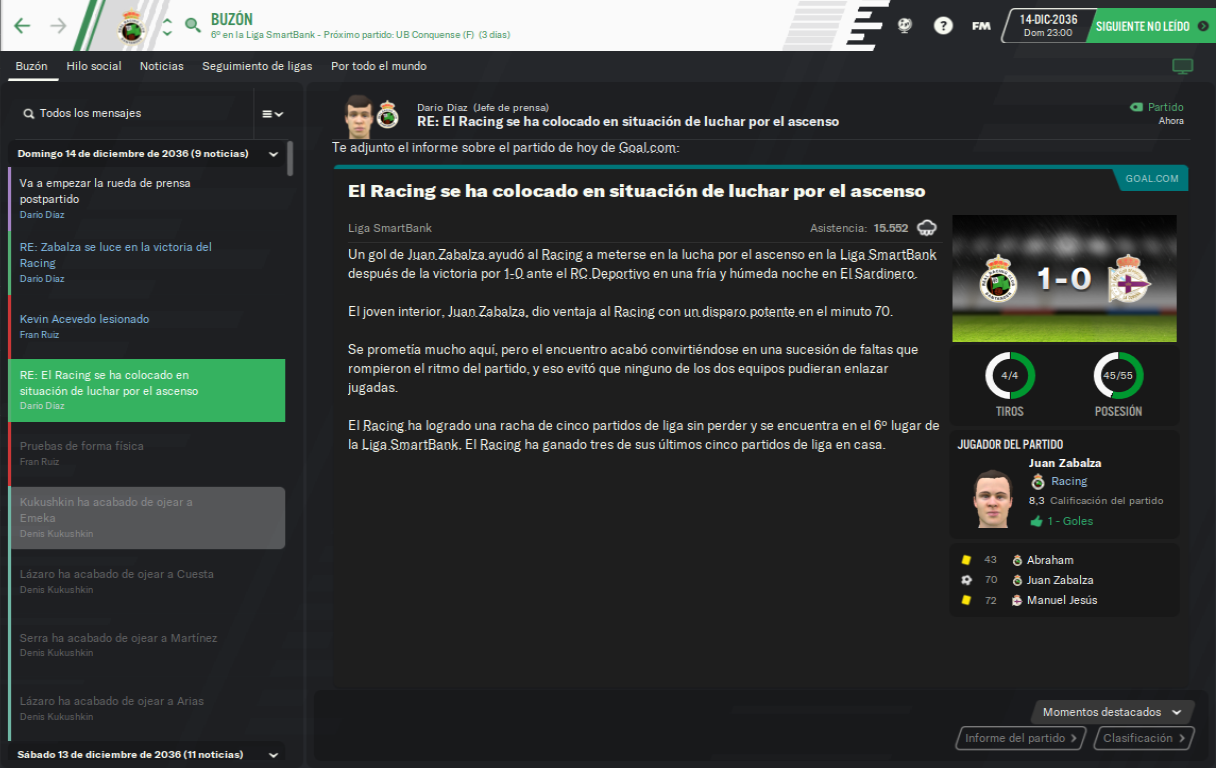 BUZÓN
6º en la Liga SmartBank - Próximo partido: UB Conquense (F) (3 días)
FM
14-DIC-2036
Dom 23:00
SIGUIENTE NO LEÍDO
Buzón
Hilo social
Noticias
Seguimiento de ligas
Por todo el mundo
Todos los mensajes
Domingo 14 de diciembre de 2036 (9 noticias)
Va a empezar la rueda de prensa
postpartido
Darío Díaz
RE: Zabalza se luce en la victoria del
Racing
Darío Díaz
Kevin Acevedo lesionado
Fran Ruiz
RE: El Racing se ha colocado en
situación de luchar por el ascenso
Darío Díaz
Pruebas de forma física
Fran Ruiz
Kukushkin ha acabado de ojear a
Emeka
Denis Kukushkin
Lázaro ha acabado de ojear a Cuesta
Denis Kukushkin
Serra ha acabado de ojear a Martínez
Denis Kukushkin
Lázaro ha acabado de ojear a Arias
Denis Kukushkin
Sábado 13 de diciembre de 2036 (11 noticias)
Darío Díaz (Jefe de prensa)
RE: El Racing se ha colocado en situación de luchar por el ascenso
Partido
Ahora
Te adjunto el informe sobre el partido de hoy de Goal.com:
GOAL.COM
El Racing se ha colocado en situación de luchar por el ascenso
Liga SmartBank
Asistencia: 15.552
Un gol de Juan Zabalza ayudó al Racing a meterse en la lucha por el ascenso en la Liga SmartBank
después de la victoria por 1-0 ante el RC Deportivo en una fría y húmeda noche en El Sardinero.
El joven interior, Juan Zabalza, dio ventaja al Racing con un disparo potente en el minuto 70.
Se prometía mucho aquí, pero el encuentro acabó convirtiéndose en una sucesión de faltas que
rompieron el ritmo del partido, y eso evitó que ninguno de los dos equipos pudieran enlazar
jugadas.
El Racing ha logrado una racha de cinco partidos de liga sin perder y se encuentra en el 6º lugar de
la Liga SmartBank. El Racing ha ganado tres de sus últimos cinco partidos de liga en casa.
1-0
4/4
45/55
TIROS
POSESIÓN
JUGADOR DEL PARTIDO
Juan Zabalza
Racing
8,3 Calificación del partido
1 - Goles
43 Abraham
70 Juan Zabalza
72 Manuel Jesús
Momentos destacados
Informe del partido
Clasificación